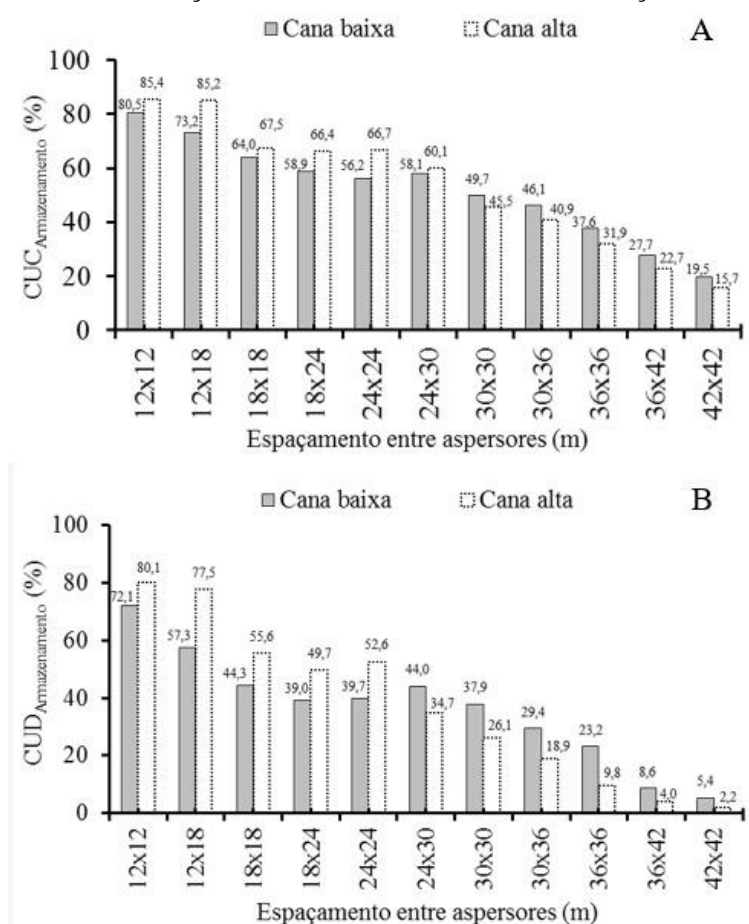 Cana baixa Cana alta A
CUC Armazenamento (%)
100
80
60
40
20
0
80,5 85,4 73,2 85,2 64,0 67,5 58,9 66,4 56,2 66,7 58,1 60,1 49,7 45,5 46,1 40,9 37,6 31,9 27,7 22,7 19,5 15,7
12x12 12x18 18x18 18x24 24x24 24x30 30x30 30x36 36x36 36x42 42x42
Espaçamento entre aspersores (m)
Cana baixa Cana alta B
CUD Armazenamento (%)
100
80
60
40
20
0
72,1 80,1 57,3 77,5 44,3 55,6 39,0 49,7 39,7 52,6 44,0 34,7 37,9 26,1 29,4 18,9 23,2 9,8 8,6 4,0 5,4 2,2
12x12 12x18 18x18 18x24 24x24 24x30 30x30 30x36 36x36 36x42 42x42
Espaçamento entre aspersores (m)